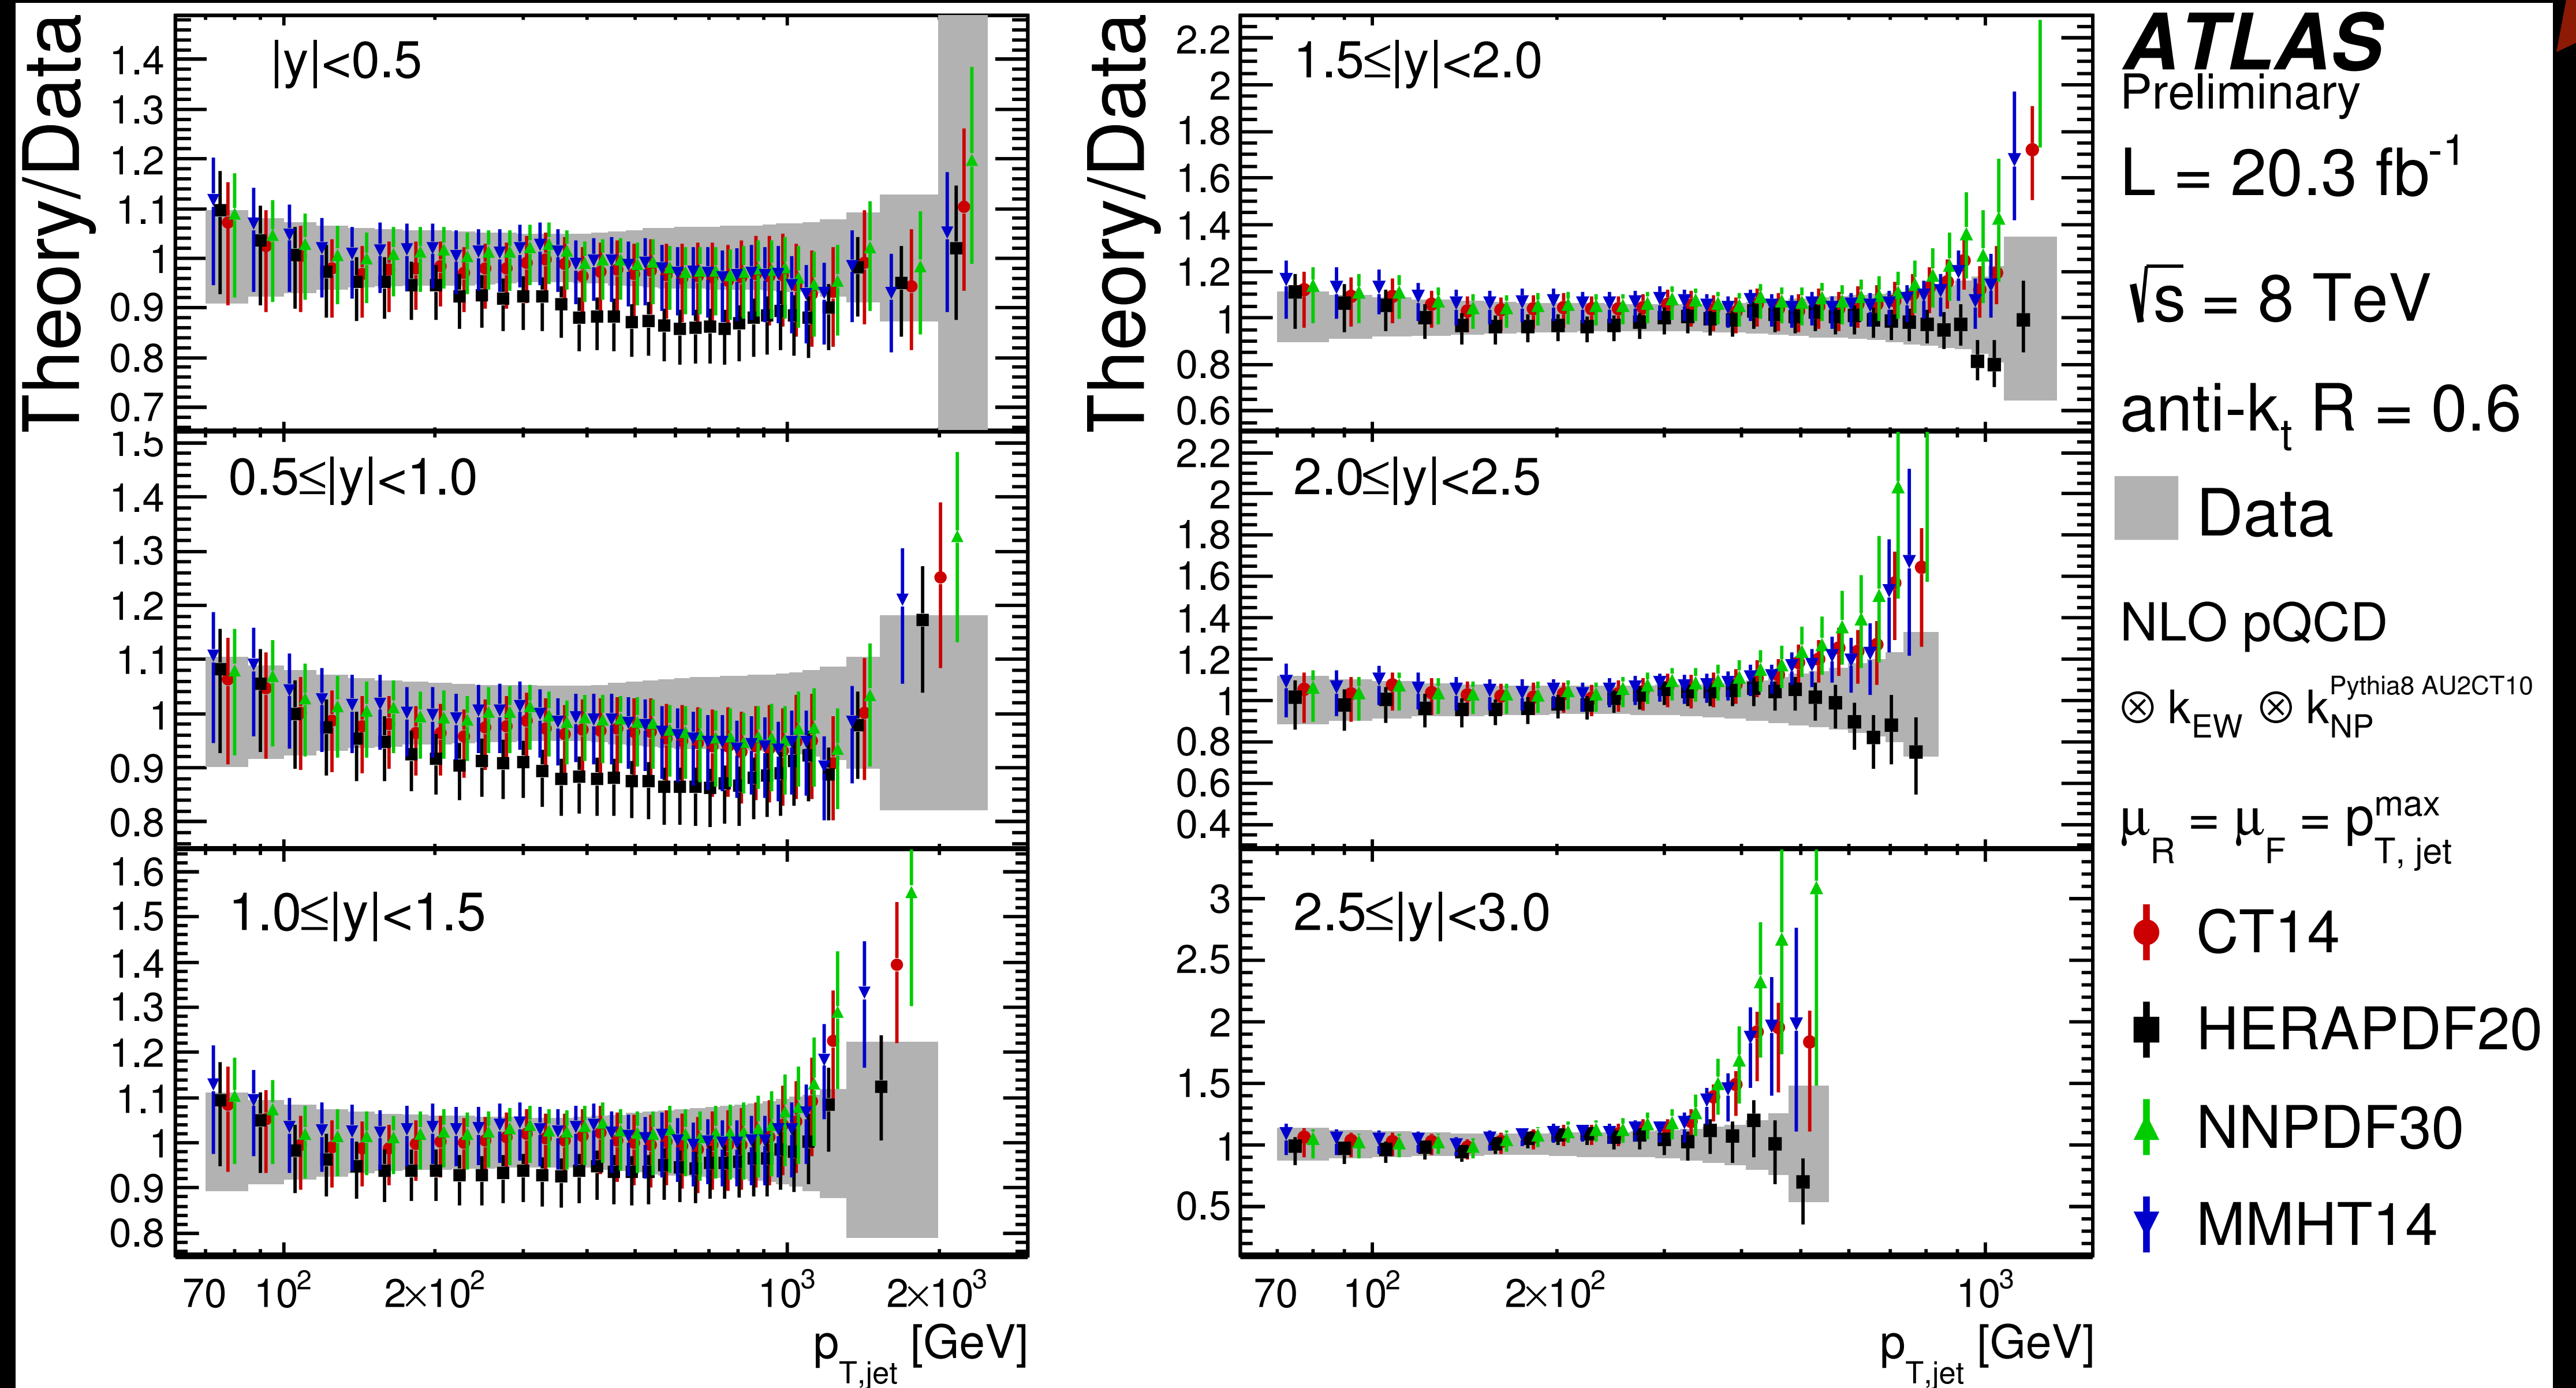 Theory/Data
|y|<0.5
1.4
1.3
1.2
1.1
1
0.9
0.8
0.7
0.5≤|y|<1.0
1.5
1.4
1.3
1.2
1.1
1
0.9
0.8
1.0≤|y|<1.5
1.6
1.5
1.4
1.3
1.2
1.1
1
0.9
0.8
70 10² 2×10² 10³ 2×10³
p_T,jet [GeV]
Theory/Data
1.5≤|y|<2.0
2.2
2
1.8
1.6
1.4
1.2
1
0.8
0.6
2.0≤|y|<2.5
2.2
2
1.8
1.6
1.4
1.2
1
0.8
0.6
0.4
2.5≤|y|<3.0
3
2.5
2
1.5
1
0.5
70 10² 2×10² 10³
p_T,jet [GeV]
ATLAS
Preliminary
L = 20.3 fb⁻¹
√s = 8 TeV
anti-k_t R = 0.6
Data
NLO pQCD
⊗ k_EW ⊗ k_NP^Pythia8 AU2CT10
μ_R = μ_F = p_T, jet^max
CT14
HERAPDF20
NNPDF30
MMHT14